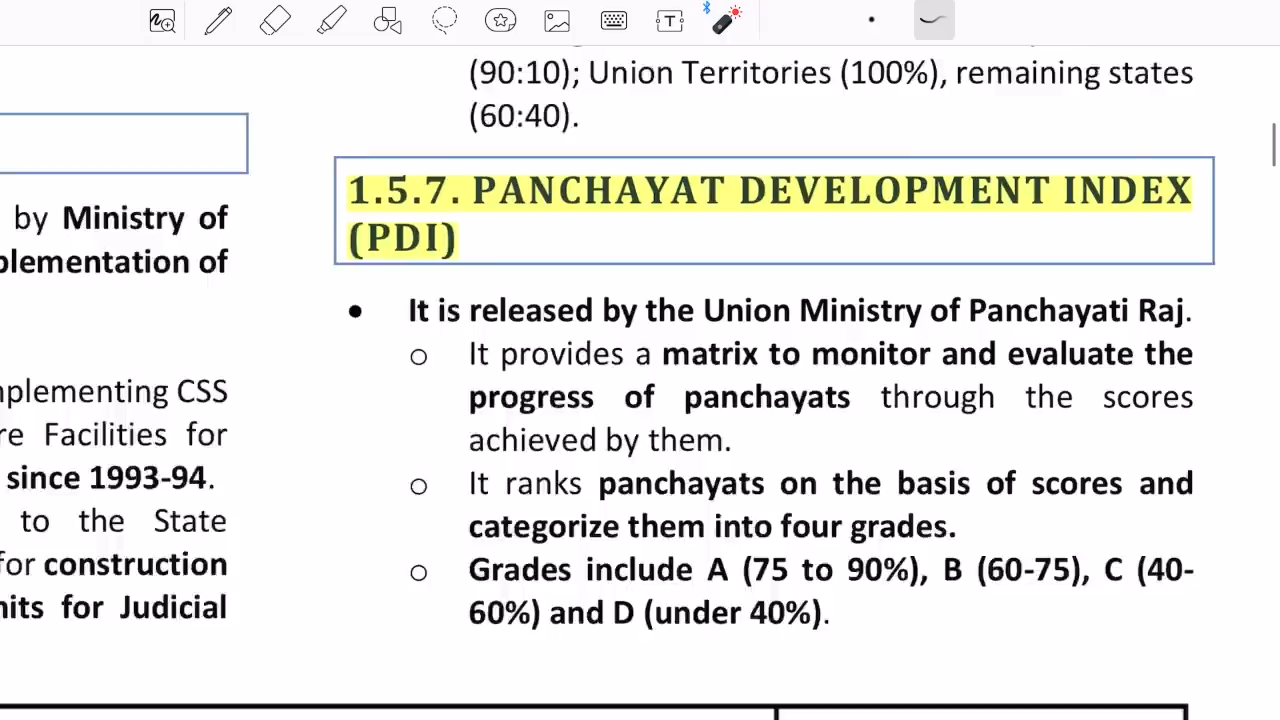 by Ministry of
plementation of
nplementing CSS
re Facilities for
since 1993-94.
to the State
for construction
nits for Judicial
(90:10); Union Territories (100%), remaining states
(60:40).
1.5.7. PANCHAYAT DEVELOPMENT INDEX
(PDI)
• It is released by the Union Ministry of Panchayati Raj.
o It provides a matrix to monitor and evaluate the
progress of panchayats through the scores
achieved by them.
o It ranks panchayats on the basis of scores and
categorize them into four grades.
o Grades include A (75 to 90%), B (60-75), C (40-
60%) and D (under 40%).